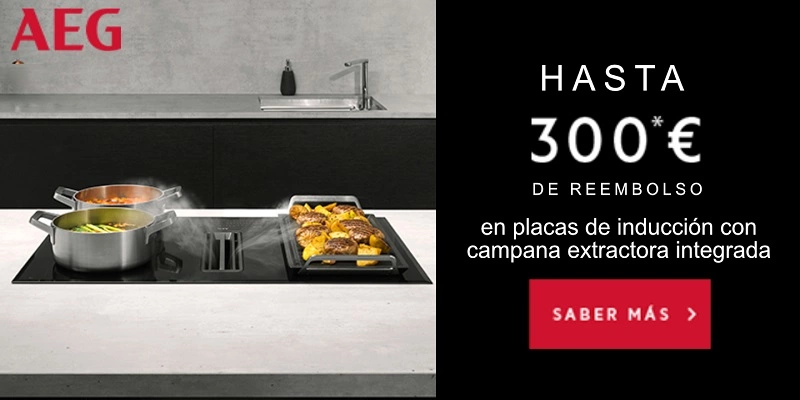 AEG
HASTA
300*€
DE REEMBOLSO
en placas de inducción con
campana extractora integrada
SABER MÁS >